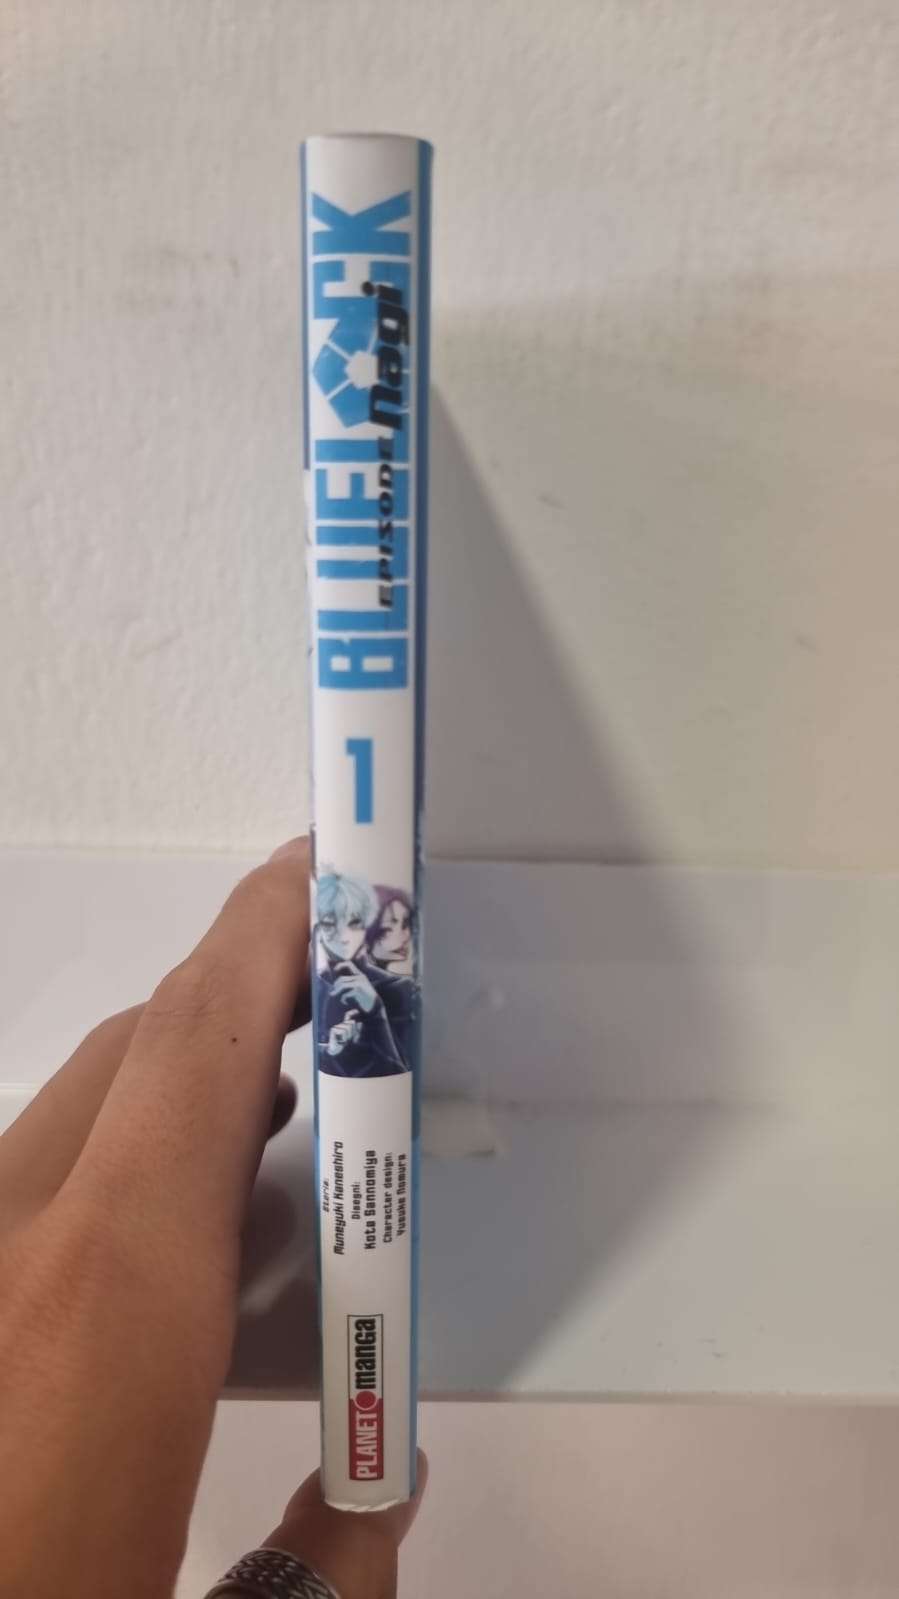 BLUELOCK
EPISODE nagi
1
Storia:
Muneyuki Kaneshiro
Disegni:
Kota Sannomiya
Character design:
Yusuke Nomura
PLANET manga